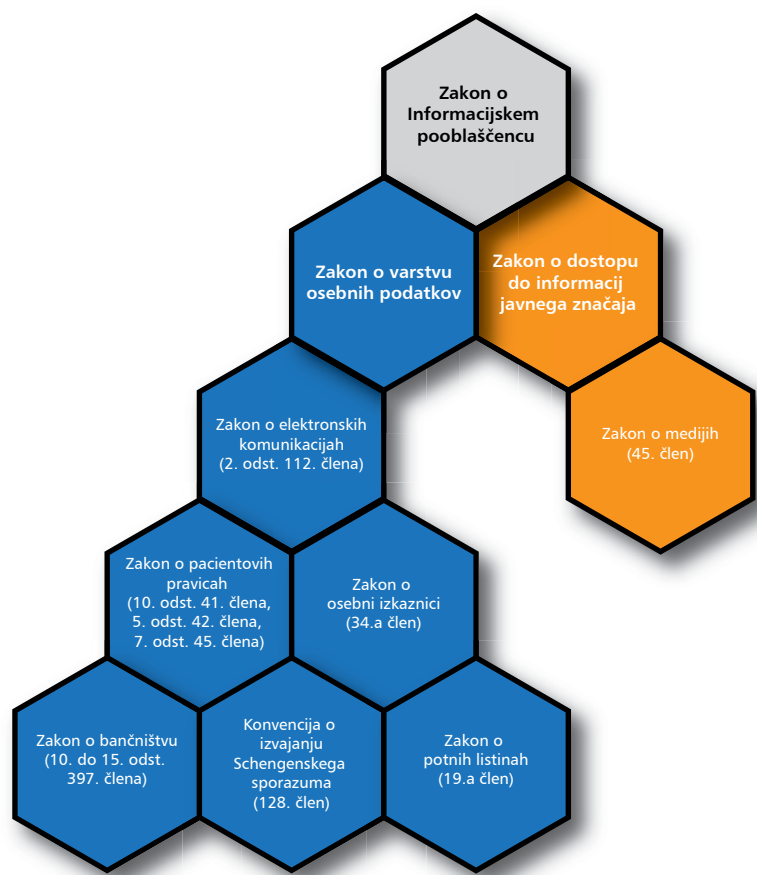 Zakon o
Informacijskem
pooblaščencu
Zakon o varstvu
osebnih podatkov
Zakon o dostopu
do informacij
javnega značaja
Zakon o elektronskih
komunikacijah
(2. odst. 112. člena)
Zakon o medijih
(45. člen)
Zakon o pacientovih
pravicah
(10. odst. 41. člena,
5. odst. 42. člena,
7. odst. 45. člena)
Zakon o
osebni izkaznici
(34.a člen)
Zakon o bančništvu
(10. do 15. odst.
397. člena)
Konvencija o
izvajanju
Schengenskega
sporazuma
(128. člen)
Zakon o
potnih listinah
(19.a člen)